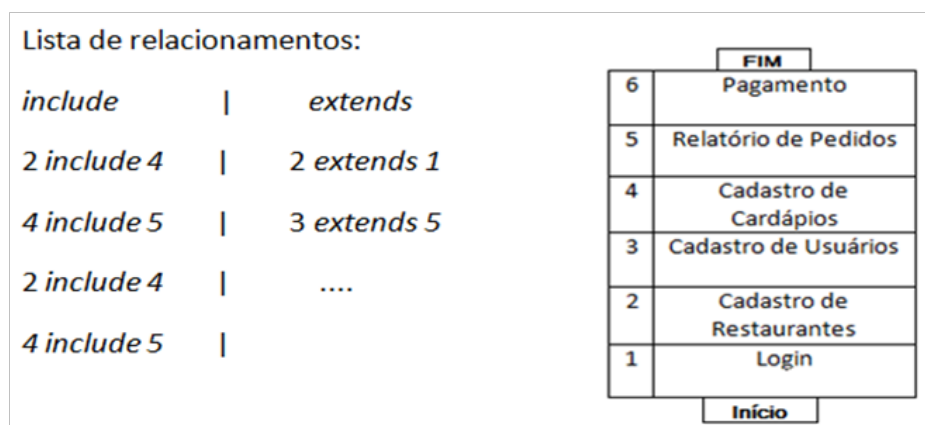 Lista de relacionamentos:
include | extends
2 include 4 | 2 extends 1
4 include 5 | 3 extends 5
2 include 4 | ....
4 include 5 |
FIM
6 Pagamento
5 Relatório de Pedidos
4 Cadastro de
Cardápios
3 Cadastro de Usuários
2 Cadastro de
Restaurantes
1 Login
Início